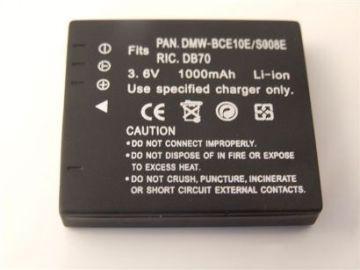 Fits PAN. DMW-BCE10E/S008E
RIC. DB70
3. 6V 1000mAh Li-ion
Use specified charger only.
CE
CAUTION
• DO NOT CONNECT IMPROPERLY
• DO NOT DISPOSE OF IN FIRE OR EXPOSE
TO EXCESS HEAT.
• DO NOT CRUSH, PUNCTURE, INCINERATE
OR SHORT CIRCUIT EXTERNAL CONTACTS.